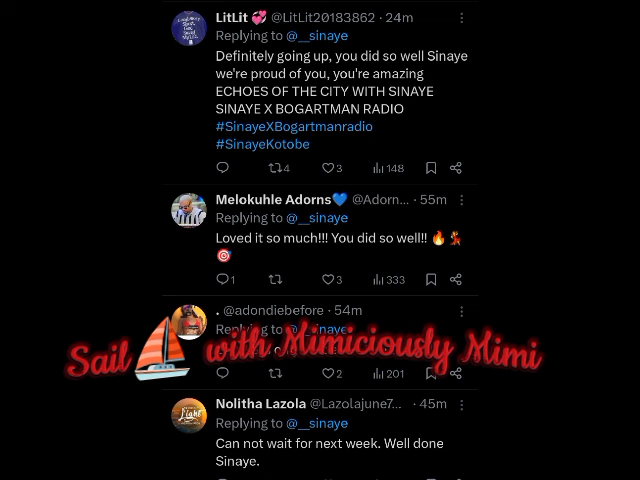 LitLit 💞 @LitLit20183862 · 24m
Replying to @__sinaye
Definitely going up, you did so well Sinaye
we're proud of you, you're amazing
ECHOES OF THE CITY WITH SINAYE
SINAYE X BOGARTMAN RADIO
#SinayeXBogartmanradio
#SinayeKotobe
4 3 148
Melokuhle Adorns💙 @Adorn... · 55m
Replying to @__sinaye
Loved it so much!!! You did so well!! 🔥💃
🎯
1 3 333
. @adondiebefore · 54m
Replying to @__sinaye
Sail with Mimiciously Mimi
2 201
Nolitha Lazola @Lazolajune7... · 45m
Replying to @__sinaye
Can not wait for next week. Well done
Sinaye.